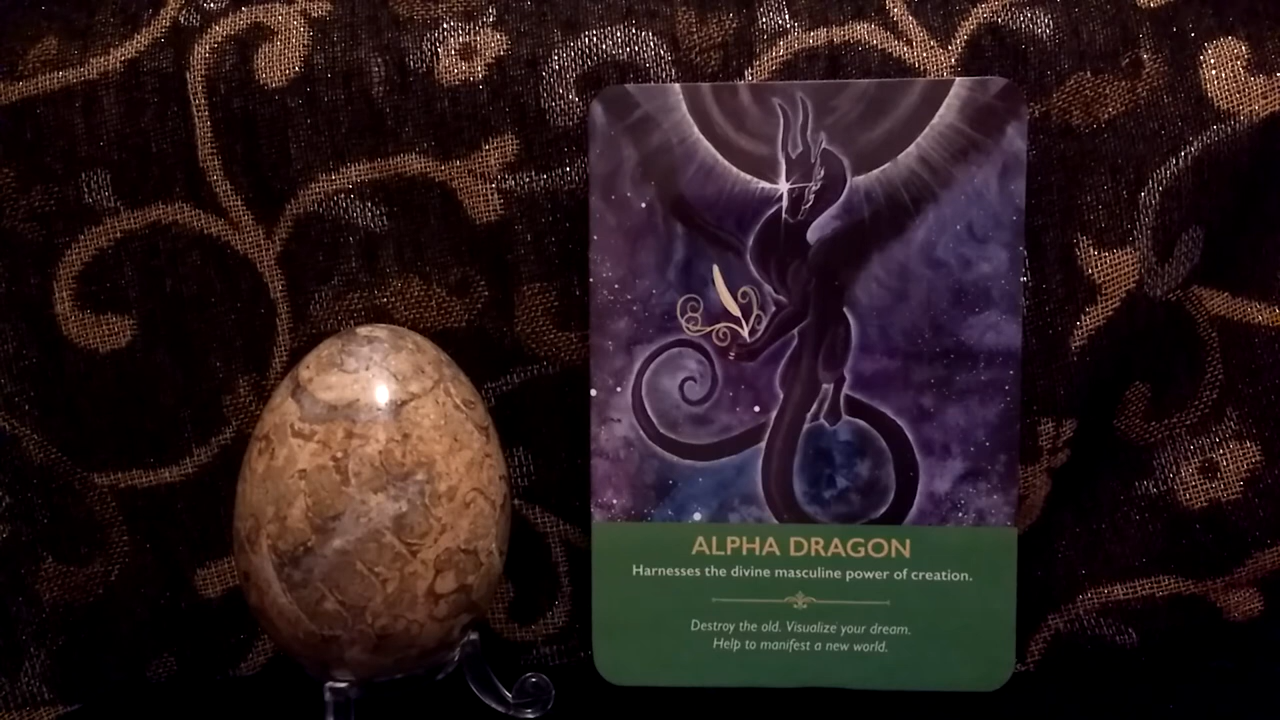 ALPHA DRAGON
Harnesses the divine masculine power of creation.
Destroy the old. Visualize your dream.
Help to manifest a new world.